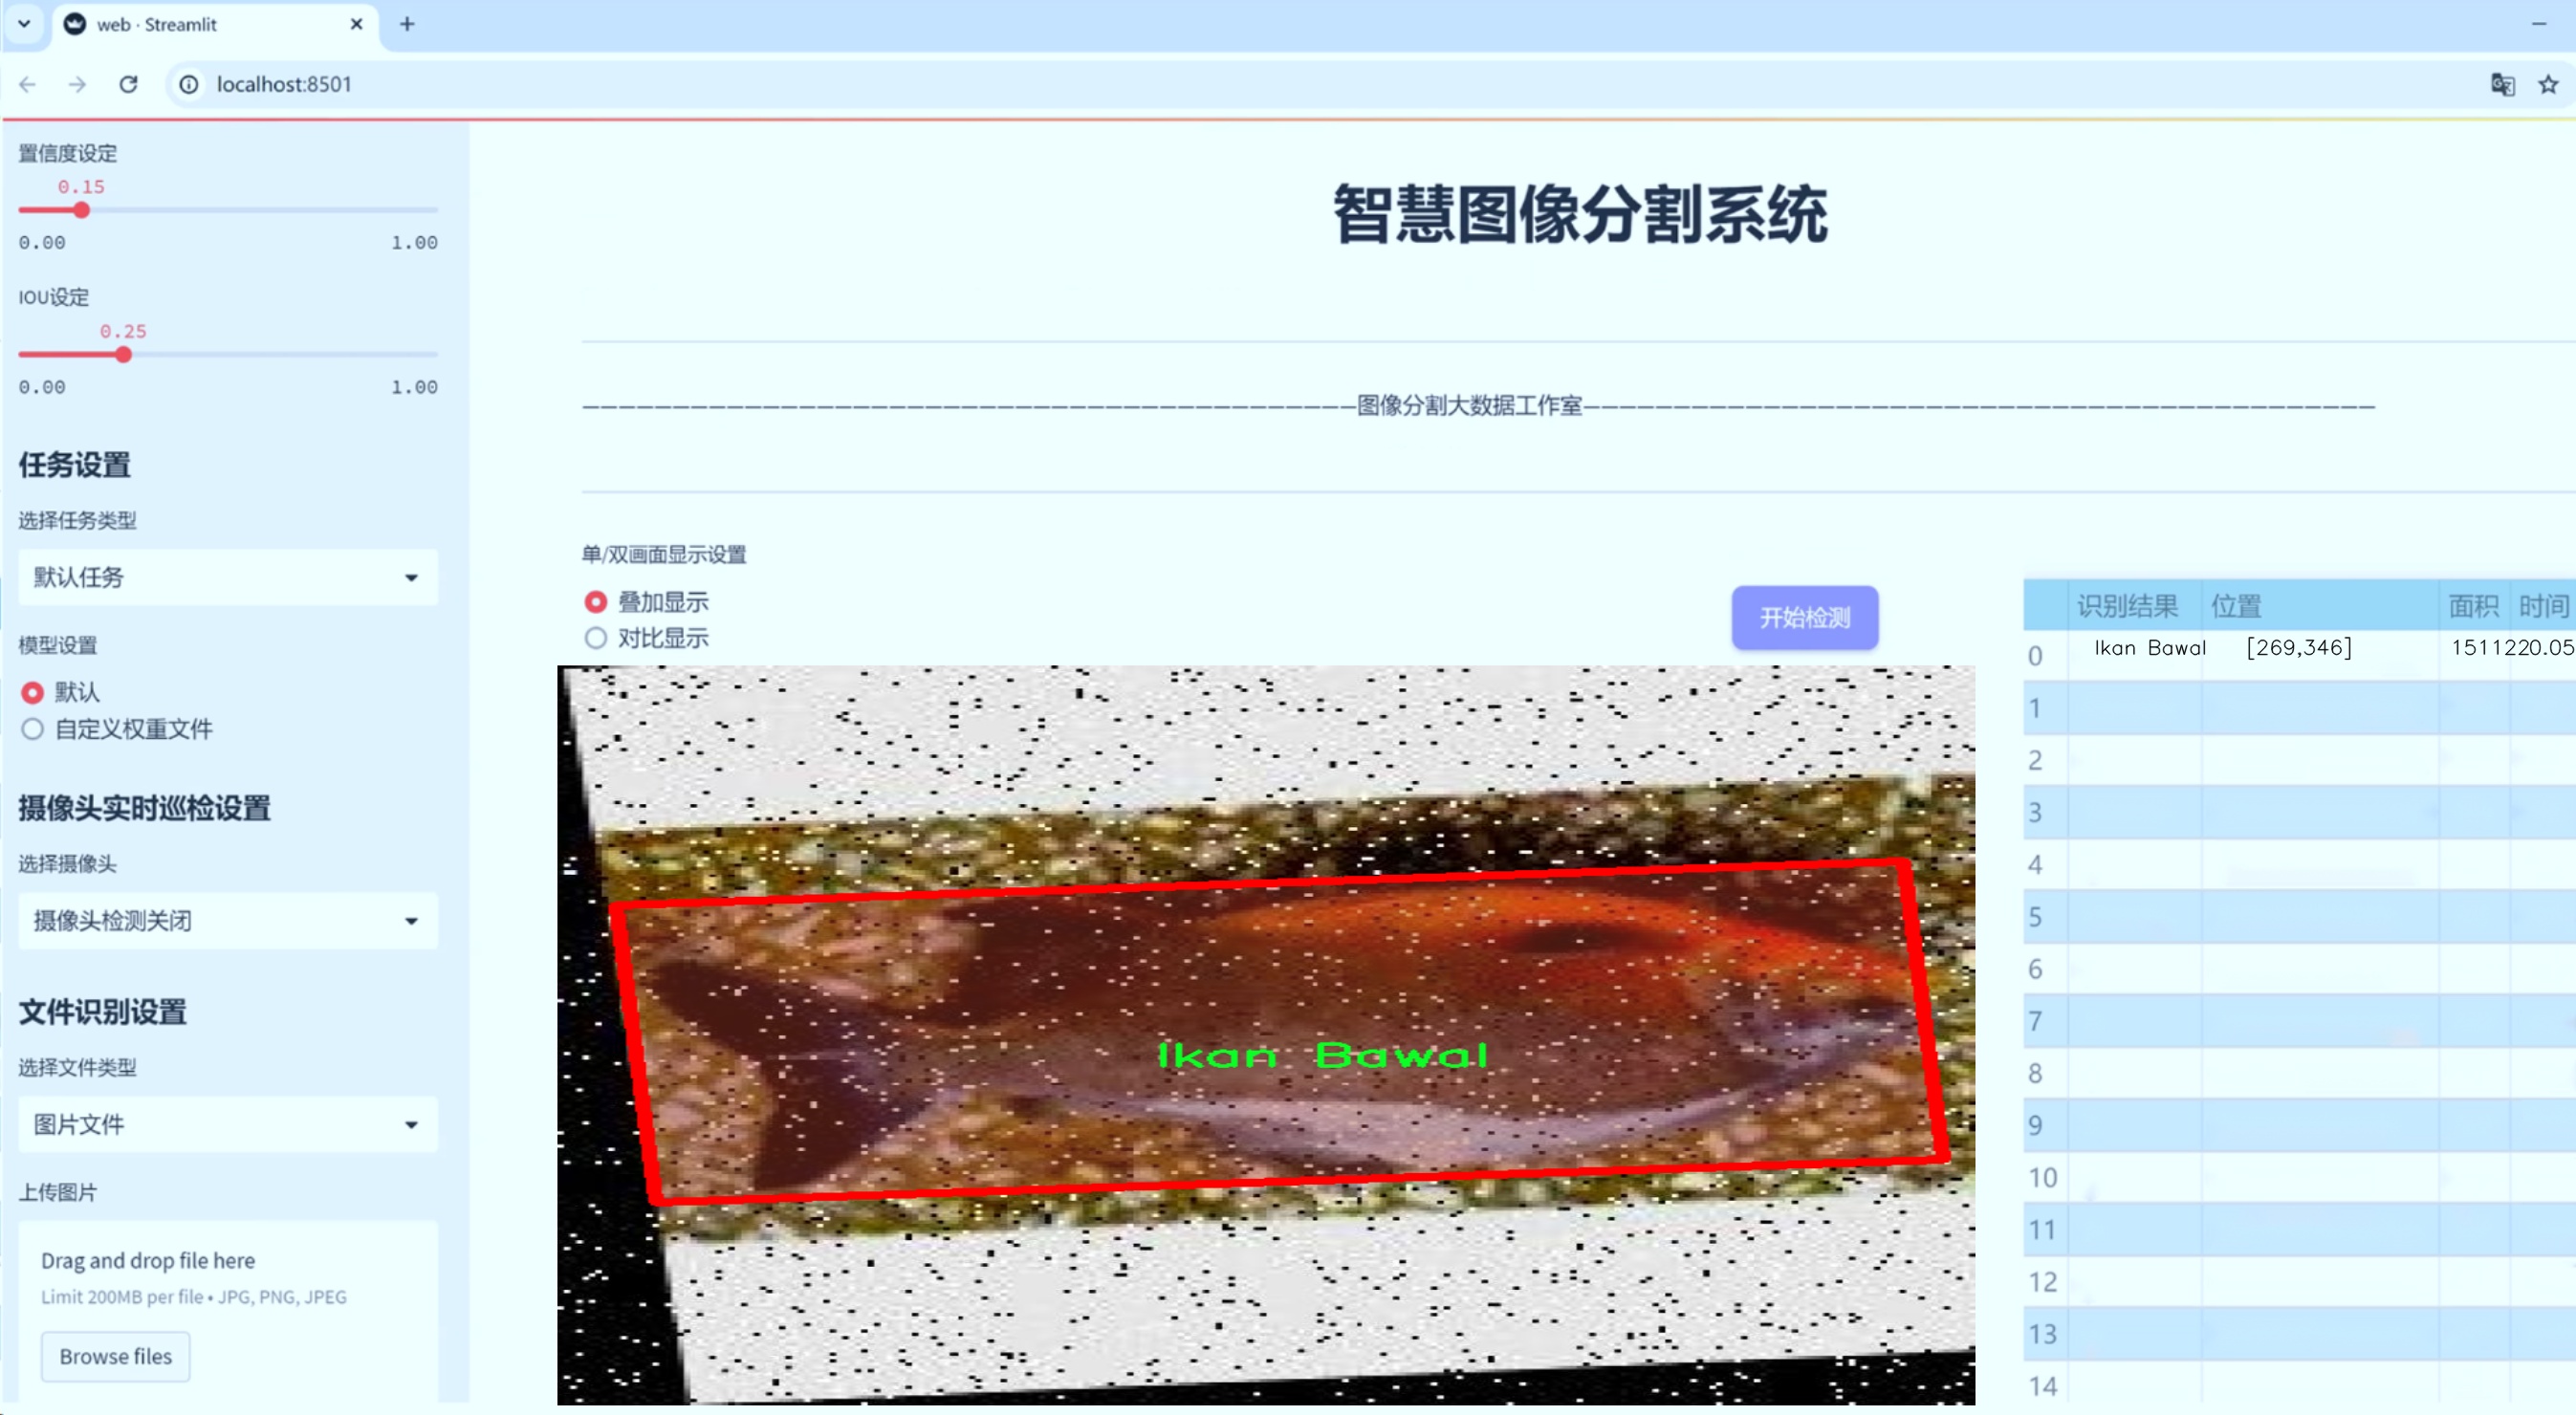 web · Streamlit
localhost:8501
置信度设定
0.15
0.00 1.00
IOU设定
0.25
0.00 1.00
任务设置
选择任务类型
默认任务
模型设置
默认
自定义权重文件
摄像头实时巡检设置
选择摄像头
摄像头检测关闭
文件识别设置
选择文件类型
图片文件
上传图片
Drag and drop file here
Limit 200MB per file • JPG, PNG, JPEG
Browse files
智慧图像分割系统
——————————————————————————————————————————图像分割大数据工作室——————————————————————————————————————————
单/双画面显示设置
叠加显示
对比显示
开始检测
Ikan Bawal
识别结果 位置 面积 时间
0 Ikan Bawal [269,346] 1511220.05
1
2
3
4
5
6
7
8
9
10
11
12
13
14